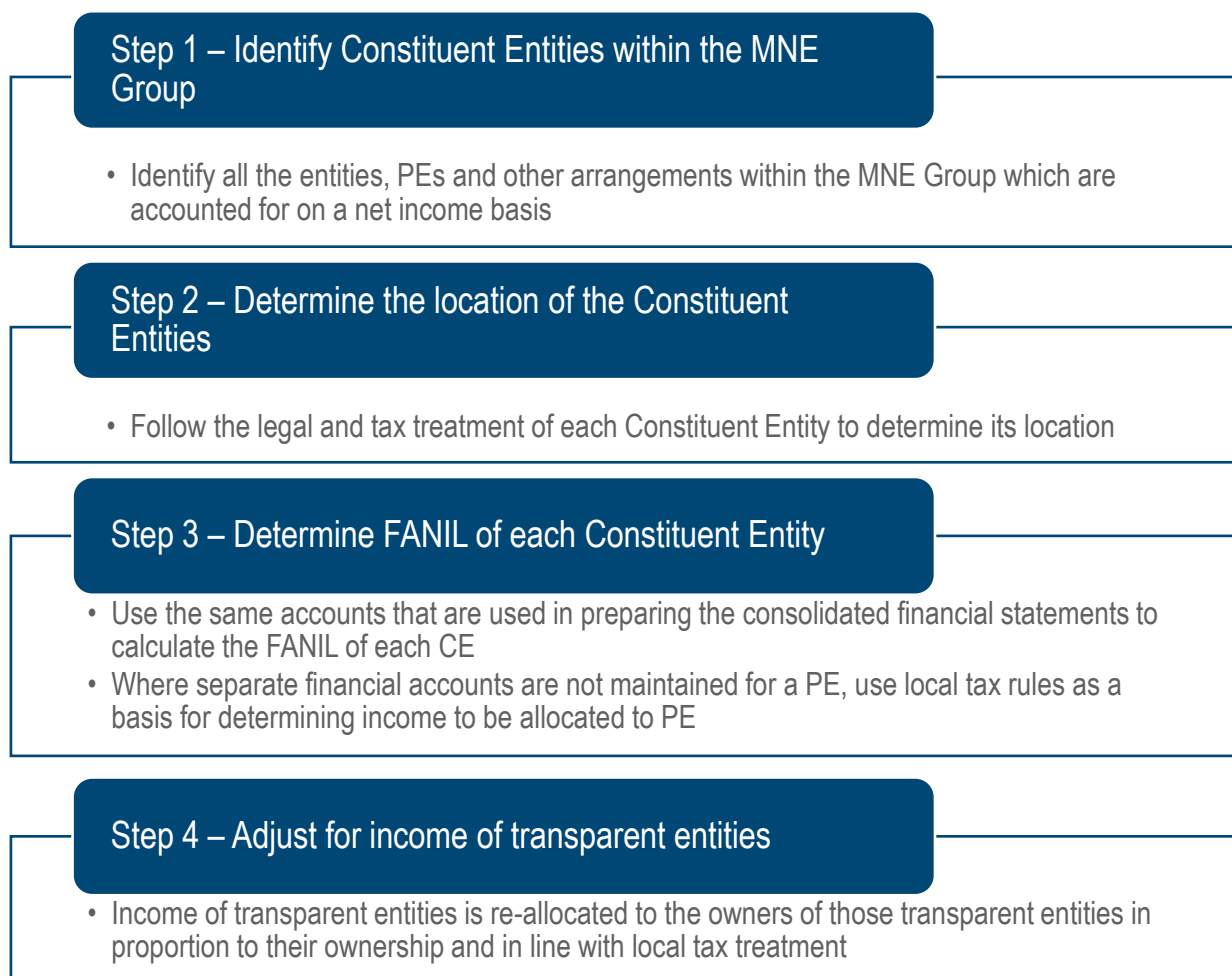 Step 1 – Identify Constituent Entities within the MNE
Group
• Identify all the entities, PEs and other arrangements within the MNE Group which are
accounted for on a net income basis
Step 2 – Determine the location of the Constituent
Entities
• Follow the legal and tax treatment of each Constituent Entity to determine its location
Step 3 – Determine FANIL of each Constituent Entity
• Use the same accounts that are used in preparing the consolidated financial statements to
calculate the FANIL of each CE
• Where separate financial accounts are not maintained for a PE, use local tax rules as a
basis for determining income to be allocated to PE
Step 4 – Adjust for income of transparent entities
• Income of transparent entities is re-allocated to the owners of those transparent entities in
proportion to their ownership and in line with local tax treatment